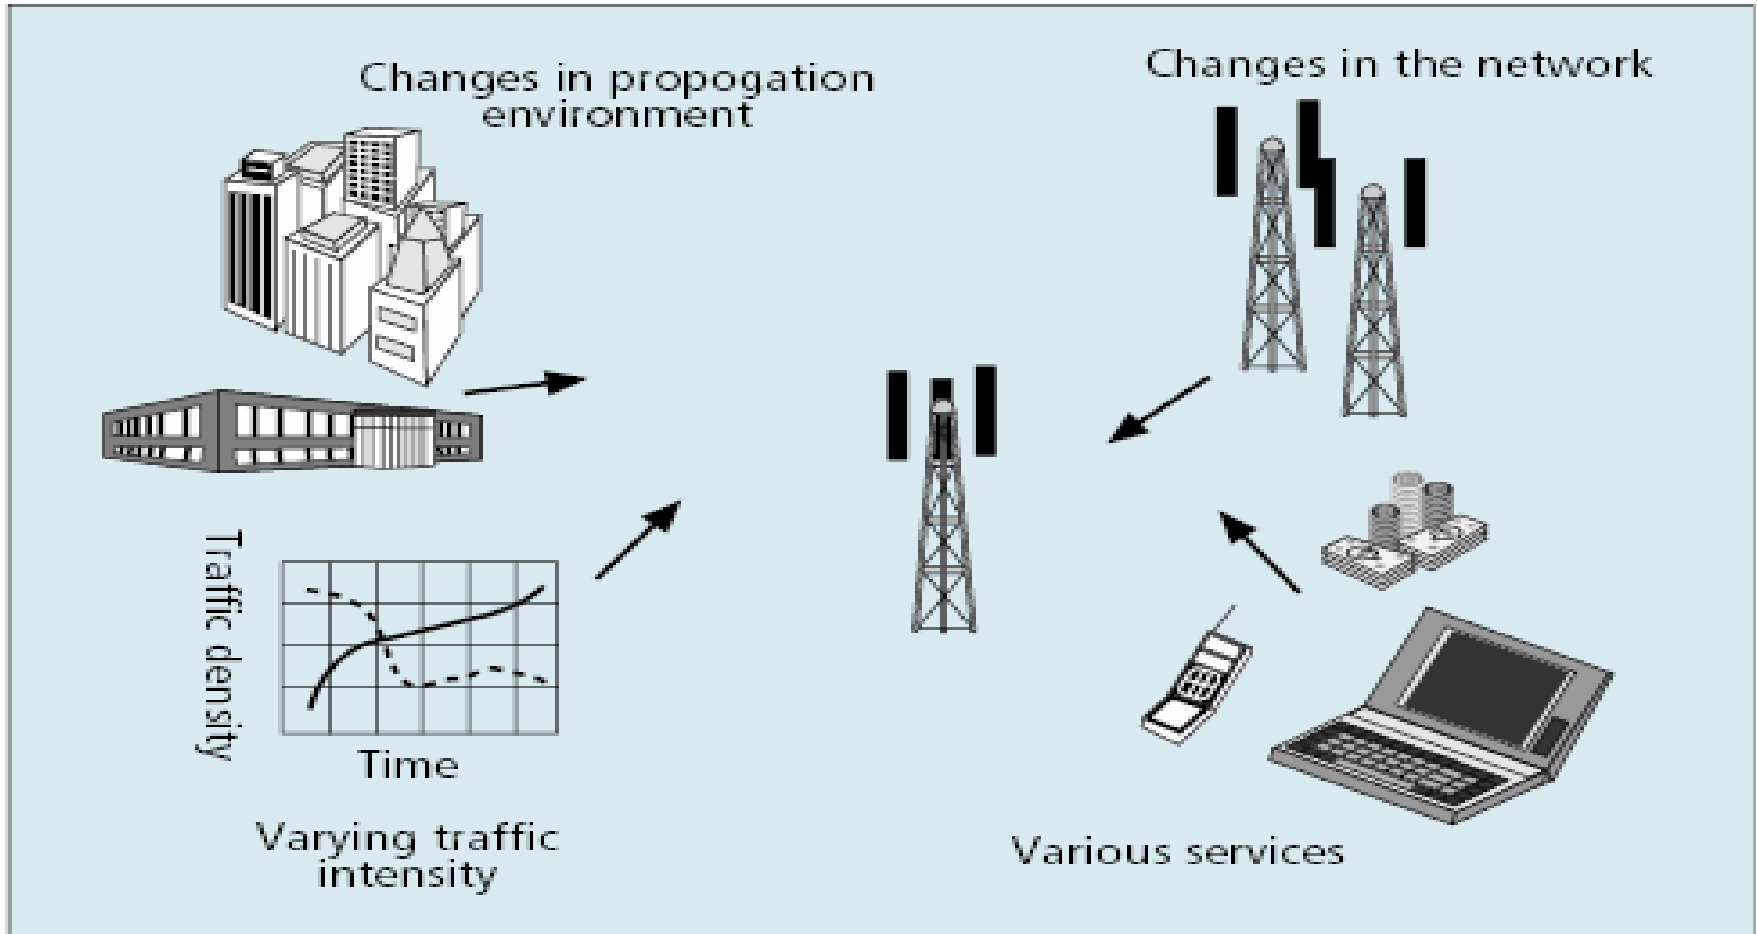 Changes in propogation
environment
Changes in the network
Traffic density
Time
Varying traffic
intensity
Various services